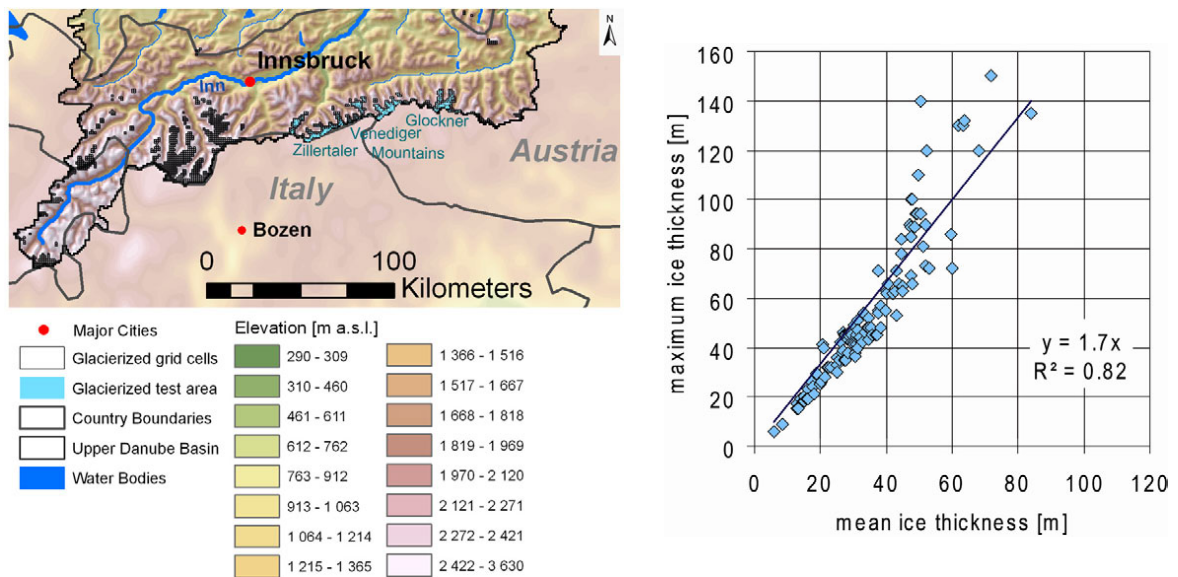 N
Innsbruck
Inn
Glockner
Venediger
Zillertaler
Mountains
Austria
Italy
Bozen
0 100
Kilometers
Major Cities
Glacierized grid cells
Glacierized test area
Country Boundaries
Upper Danube Basin
Water Bodies
Elevation [m a.s.l.]
290 - 309
310 - 460
461 - 611
612 - 762
763 - 912
913 - 1 063
1 064 - 1 214
1 215 - 1 365
1 366 - 1 516
1 517 - 1 667
1 668 - 1 818
1 819 - 1 969
1 970 - 2 120
2 121 - 2 271
2 272 - 2 421
2 422 - 3 630
maximum ice thickness [m]
160
140
120
100
80
60
40
20
0
y = 1.7x
R² = 0.82
0 20 40 60 80 100 120
mean ice thickness [m]